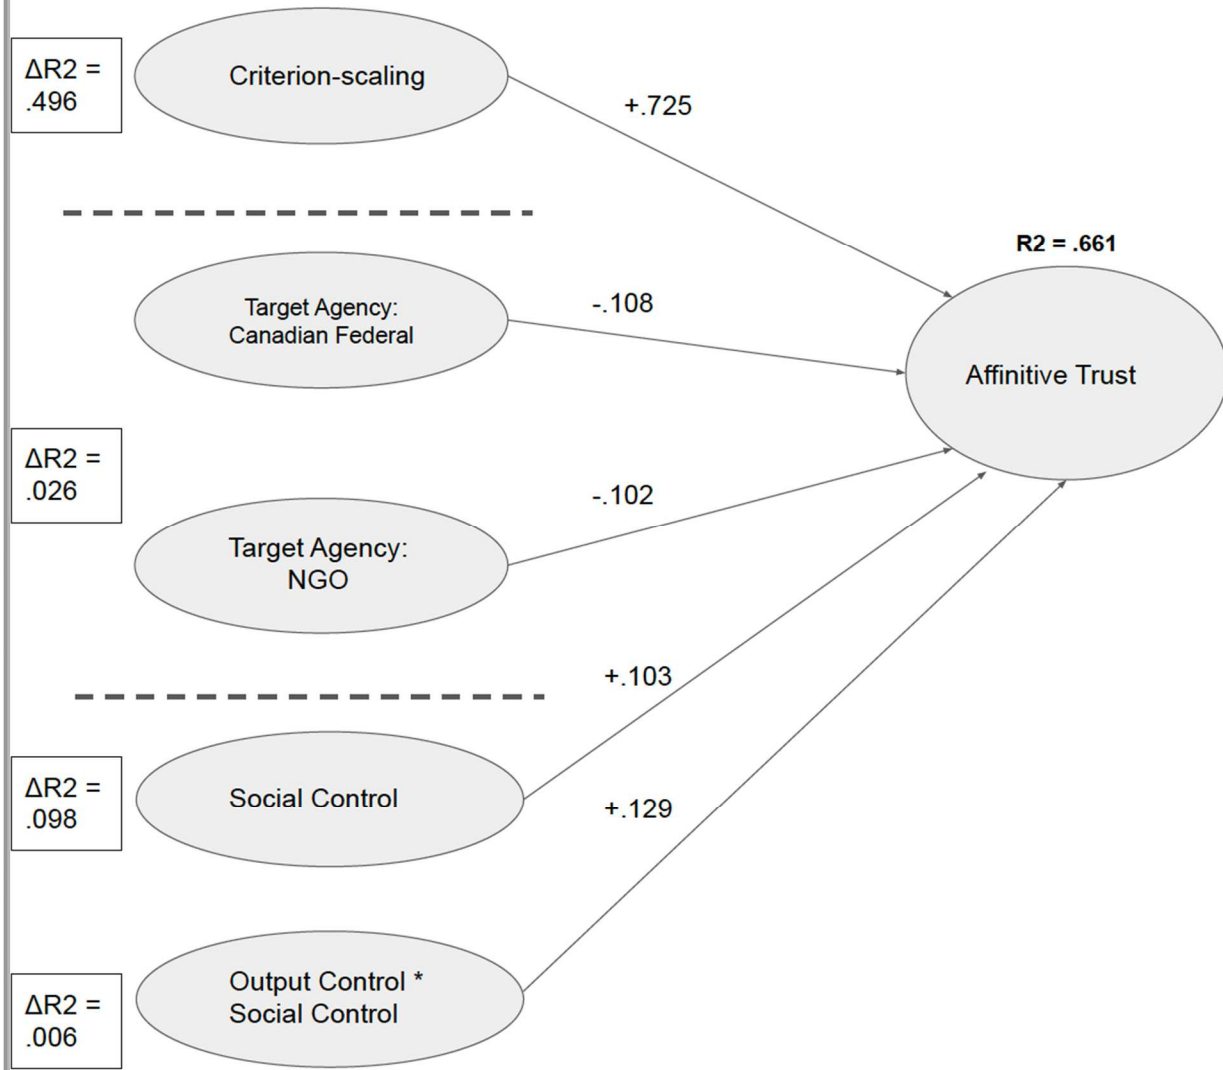 ΔR2 =
.496
Criterion-scaling
+.725
R2 = .661
Target Agency:
Canadian Federal
-.108
Affinitive Trust
ΔR2 =
.026
-.102
Target Agency:
NGO
+.103
ΔR2 =
.098
Social Control
+.129
Output Control *
Social Control
ΔR2 =
.006